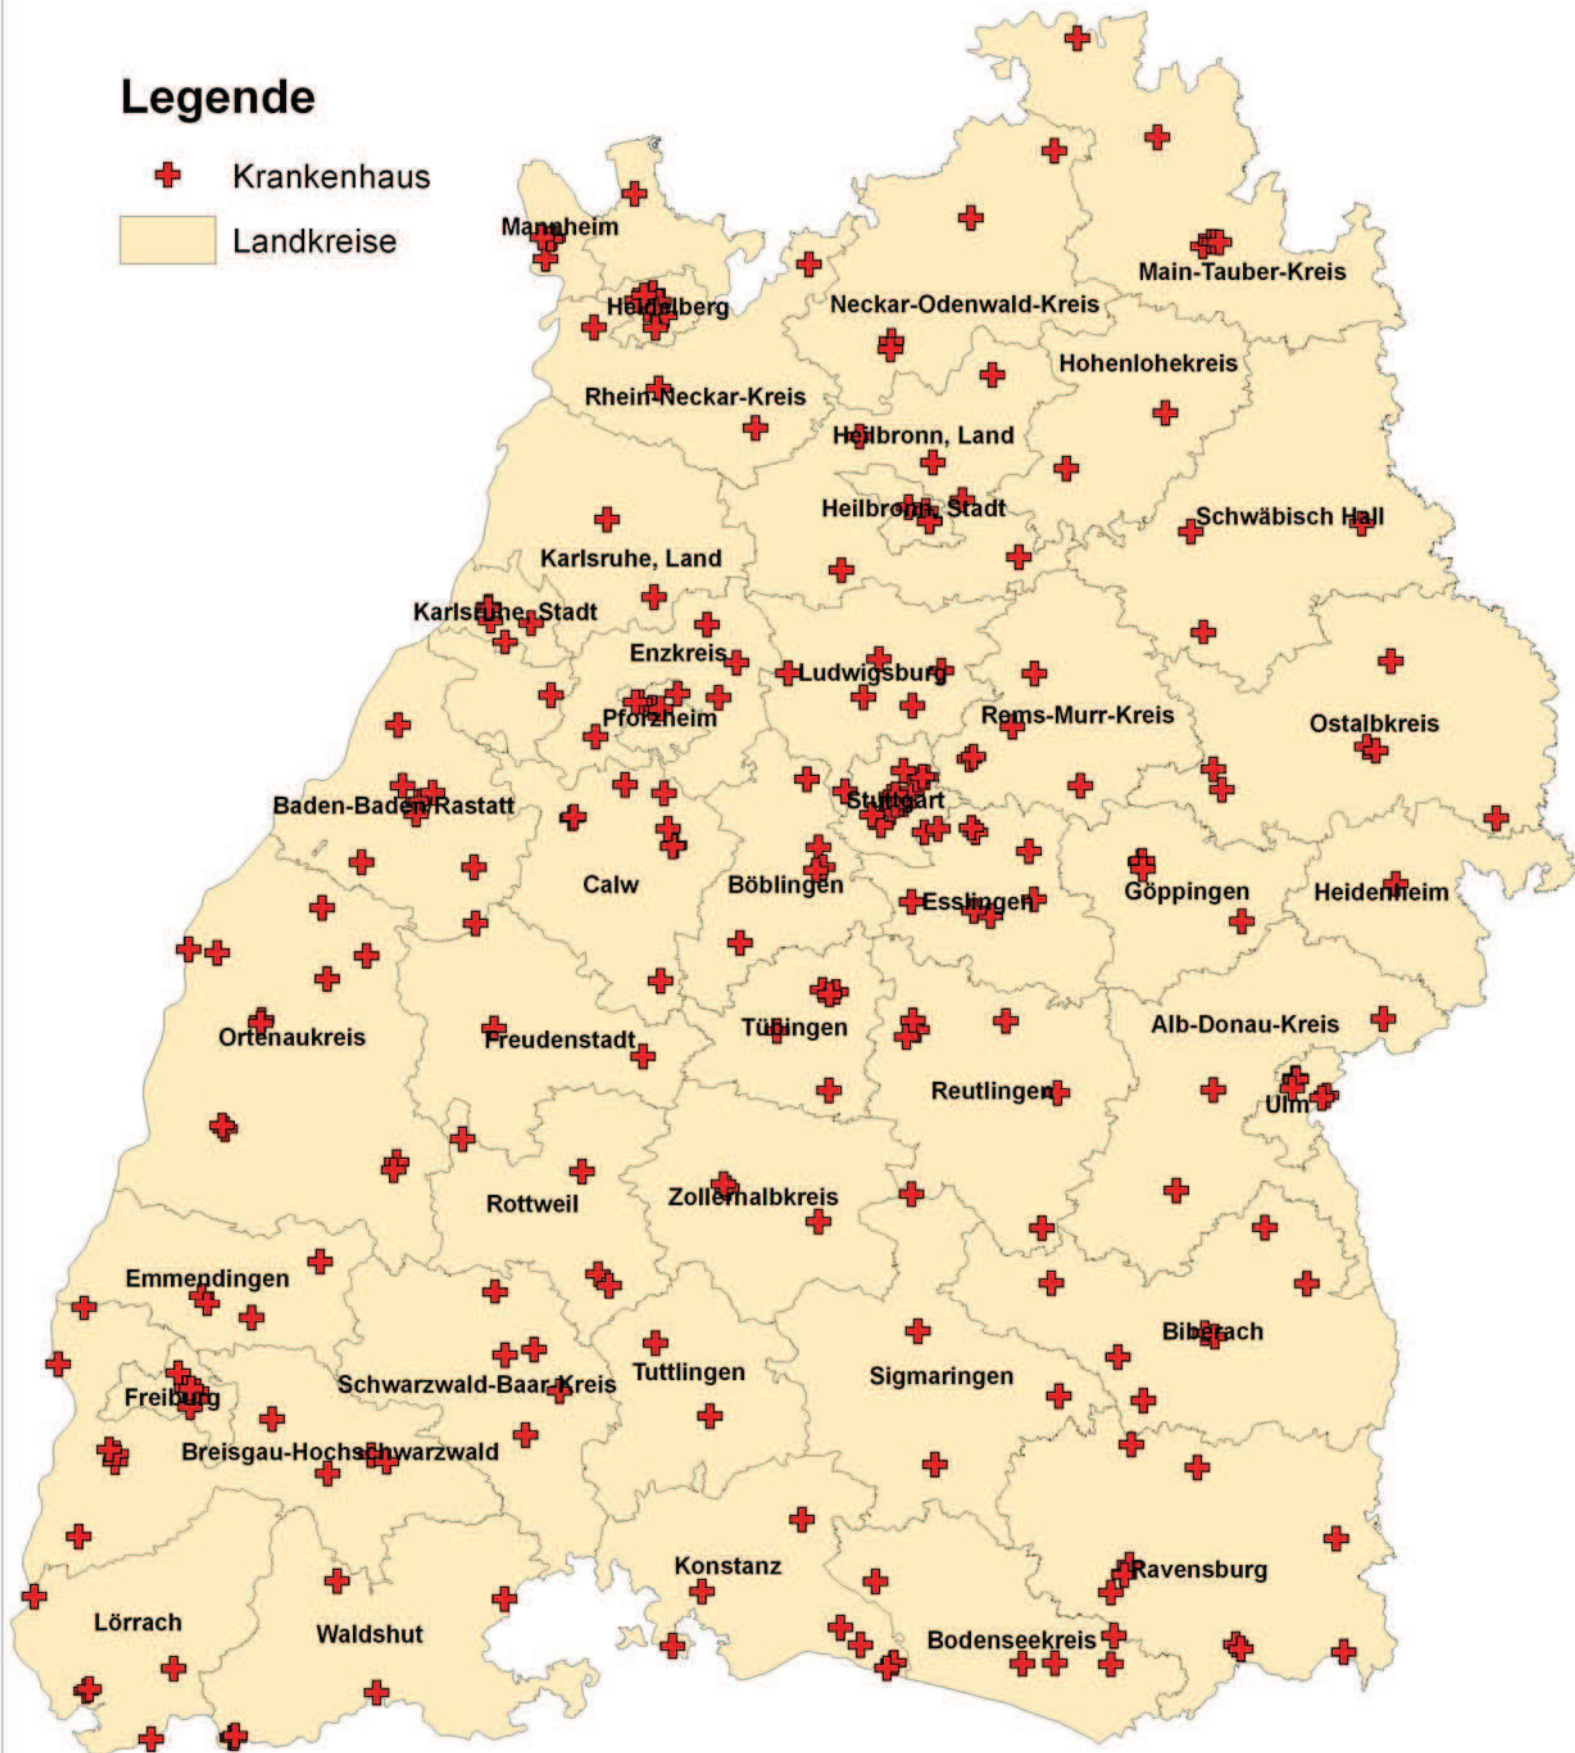 Legende
Krankenhaus
Landkreise
Mannheim
Main-Tauber-Kreis
Neckar-Odenwald-Kreis
Heidelberg
Hohenlohekreis
Rhein-Neckar-Kreis
Heilbronn, Land
Heilbronn, Stadt
Schwäbisch Hall
Karlsruhe, Land
Karlsruhe, Stadt
Enzkreis
Ludwigsburg
Pforzheim
Rems-Murr-Kreis
Ostalbkreis
Baden-Baden/Rastatt
Stuttgart
Calw
Böblingen
Esslingen
Göppingen
Heidenheim
Ortenaukreis
Freudenstadt
Tübingen
Alb-Donau-Kreis
Reutlingen
Ulm
Rottweil
Zollernalbkreis
Emmendingen
Biberach
Freiburg
Schwarzwald-Baar-Kreis
Tuttlingen
Sigmaringen
Breisgau-Hochschwarzwald
Konstanz
Ravensburg
Lörrach
Waldshut
Bodenseekreis